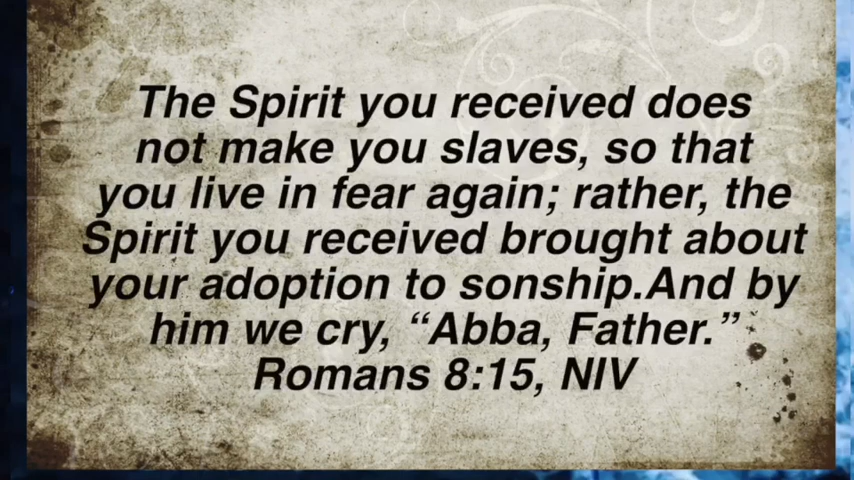 The Spirit you received does
not make you slaves, so that
you live in fear again; rather, the
Spirit you received brought about
your adoption to sonship.And by
him we cry, “Abba, Father.”
Romans 8:15, NIV